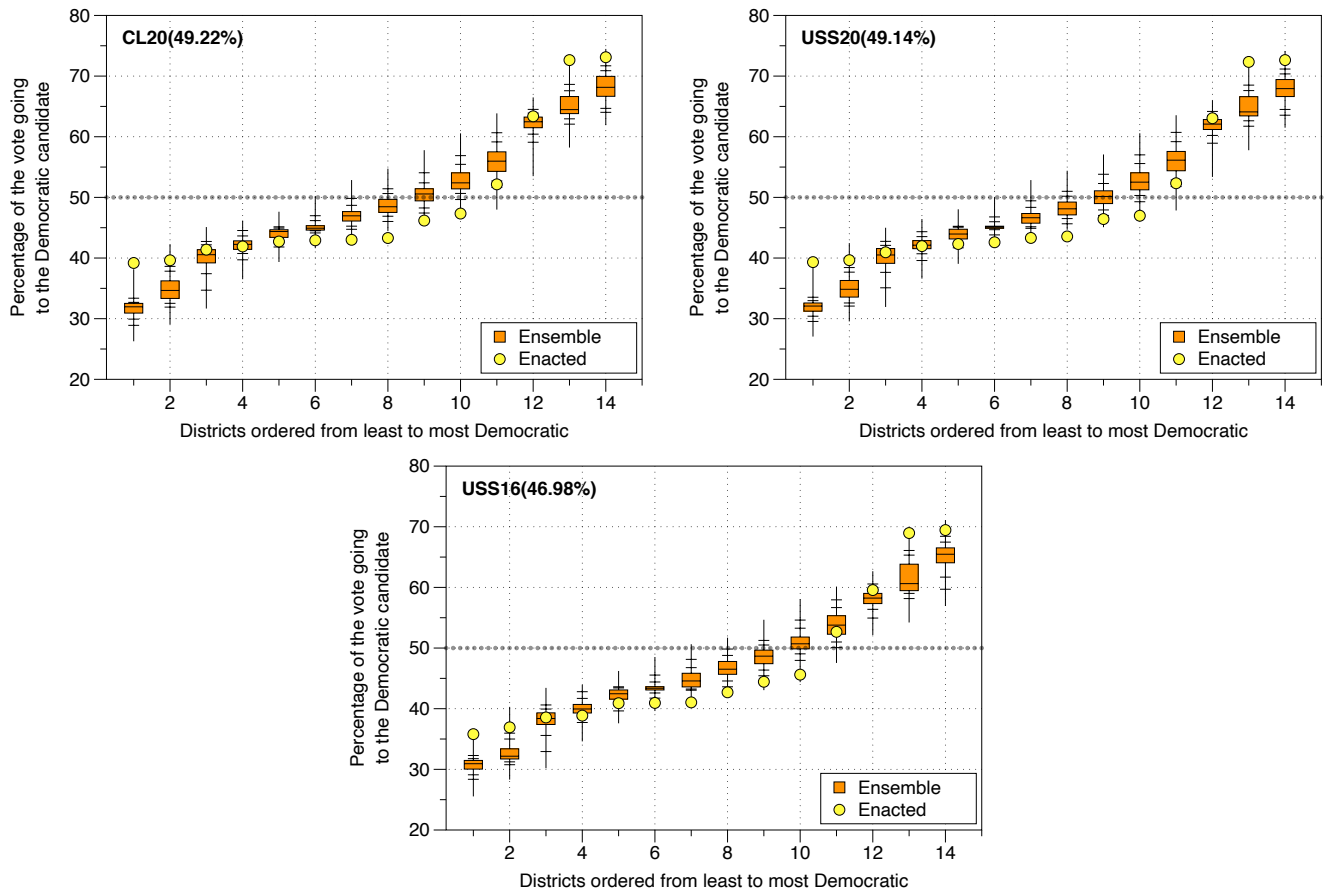 CL20(49.22%)
Percentage of the vote going
to the Democratic candidate
80
70
60
50
40
30
20
2 4 6 8 10 12 14
Districts ordered from least to most Democratic
Ensemble
Enacted
USS20(49.14%)
Percentage of the vote going
to the Democratic candidate
80
70
60
50
40
30
20
2 4 6 8 10 12 14
Districts ordered from least to most Democratic
Ensemble
Enacted
USS16(46.98%)
Percentage of the vote going
to the Democratic candidate
80
70
60
50
40
30
20
2 4 6 8 10 12 14
Districts ordered from least to most Democratic
Ensemble
Enacted